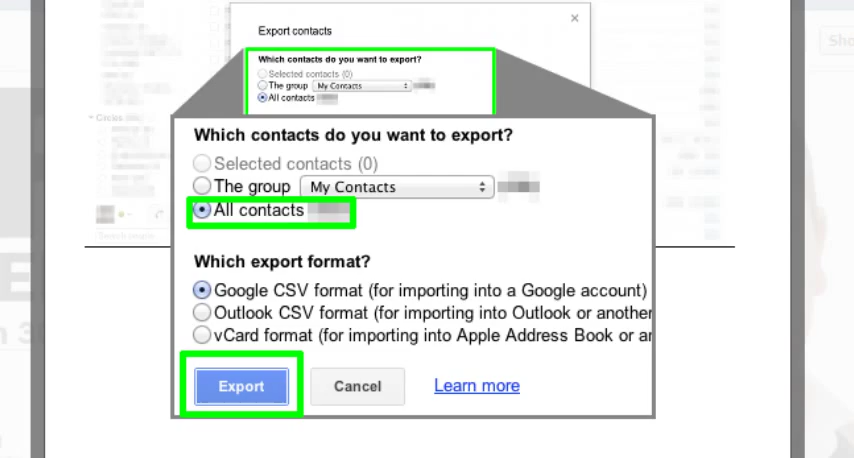 Export contacts
Which contacts do you want to export?
Selected contacts (0)
The group My Contacts
All contacts
Circles
Which contacts do you want to export?
Selected contacts (0)
The group My Contacts
All contacts
Which export format?
Google CSV format (for importing into a Google account)
Outlook CSV format (for importing into Outlook or another
vCard format (for importing into Apple Address Book or
Export Cancel Learn more